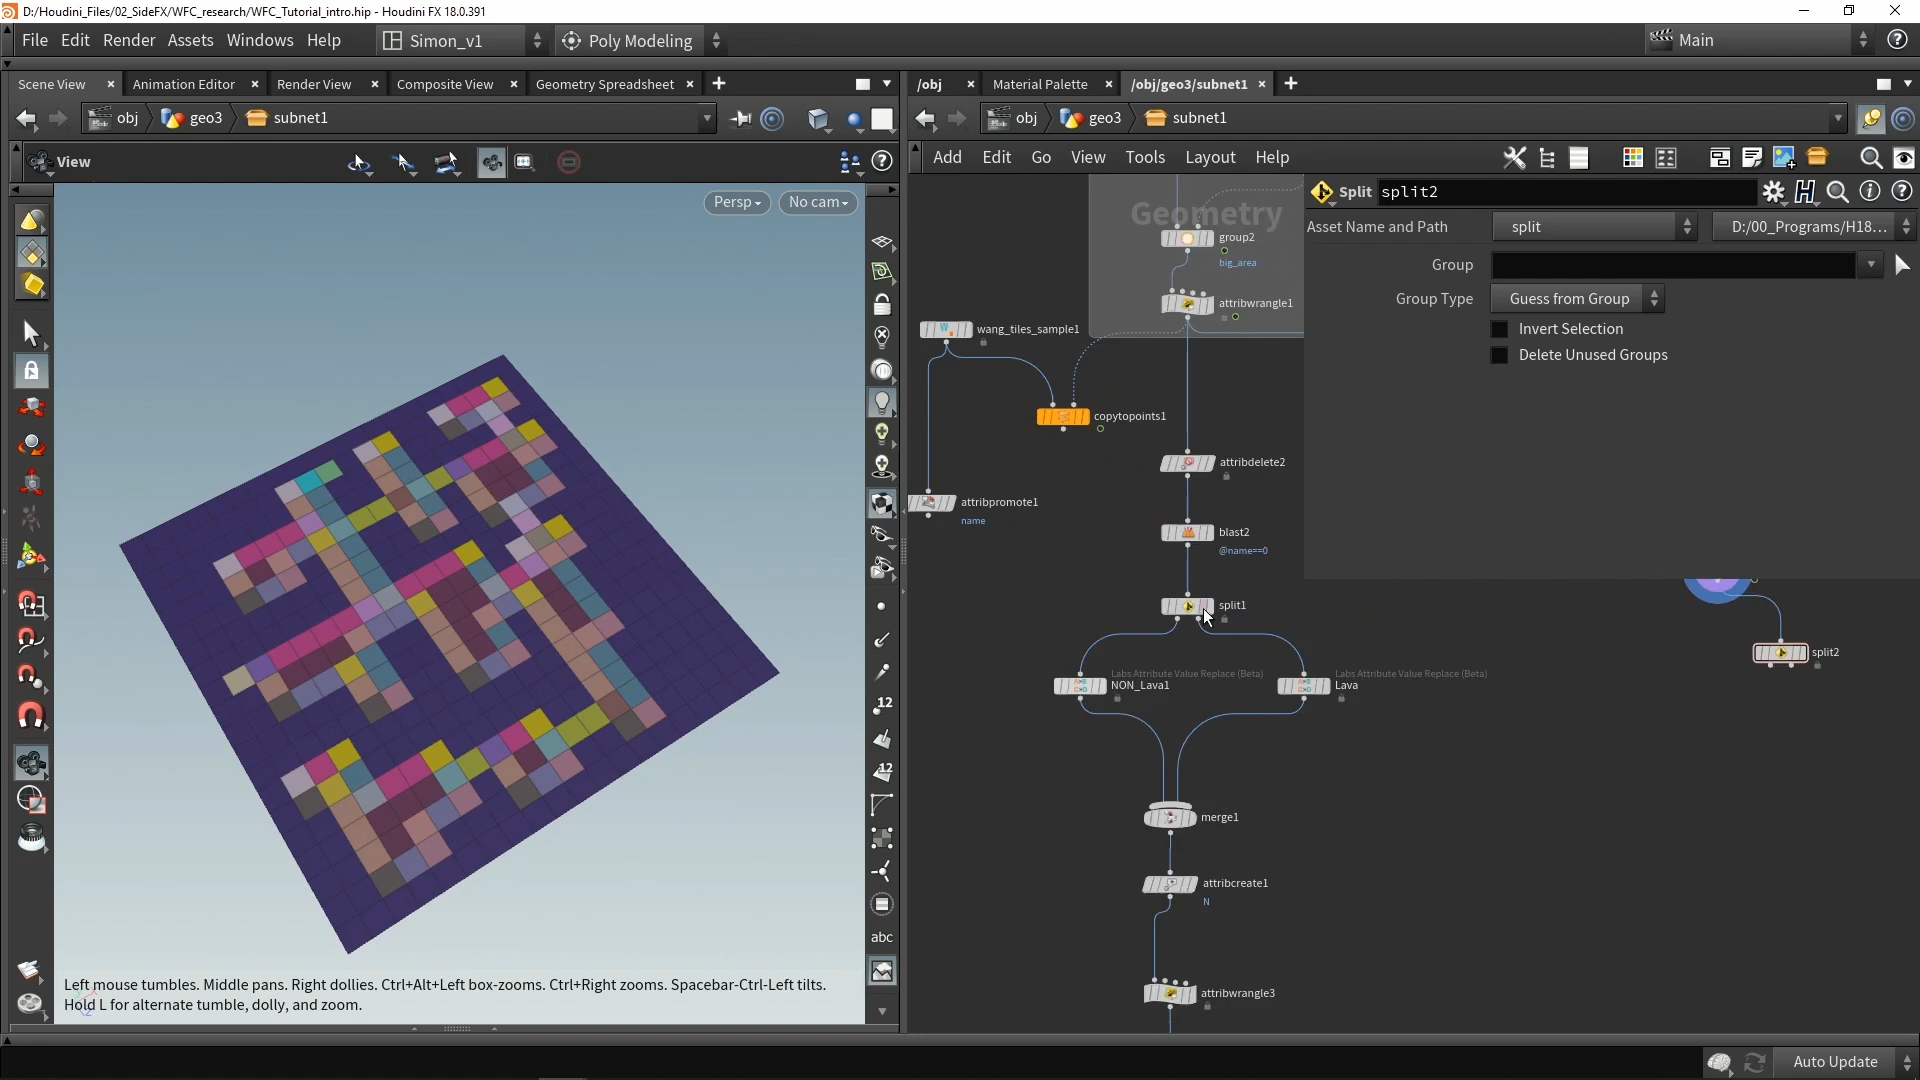 D:/Houdini_Files/02_SideFX/WFC_research/WFC_Tutorial_intro.hip - Houdini FX 18.0.391
File Edit Render Assets Windows Help
Simon_v1
Poly Modeling
Main
Scene View
Animation Editor
Render View
Composite View
Geometry Spreadsheet
/obj
Material Palette
/obj/geo3/subnet1
obj
geo3
subnet1
obj
geo3
subnet1
View
Add Edit Go View Tools Layout Help
Persp
No cam
Split
split2
Asset Name and Path
split
D:/00_Programs/H18...
Group
Group Type
Guess from Group
Invert Selection
Delete Unused Groups
Geometry
group2
big_area
attribwrangle1
wang_tiles_sample1
copytopoints1
attribdelete2
attribpromote1
name
blast2
@name==0
split1
split2
Labs Attribute Value Replace (Beta)
NON_Lava1
Labs Attribute Value Replace (Beta)
Lava
merge1
attribcreate1
N
attribwrangle3
12
12
abc
Left mouse tumbles. Middle pans. Right dollies. Ctrl+Alt+Left box-zooms. Ctrl+Right zooms. Spacebar-Ctrl-Left tilts.
Hold L for alternate tumble, dolly, and zoom.
Auto Update